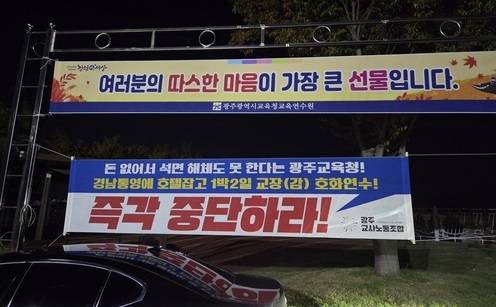 여러분의 따스한 마음이 가장 큰 선물입니다.
광주광역시교육청교육연수원
돈 없어서 석면 해체도 못 한다는 광주교육청!
경남통영에 호텔잡고 1박2일 교장(감) 호화연수!
즉각 중단하라!
광주
교사노동조합